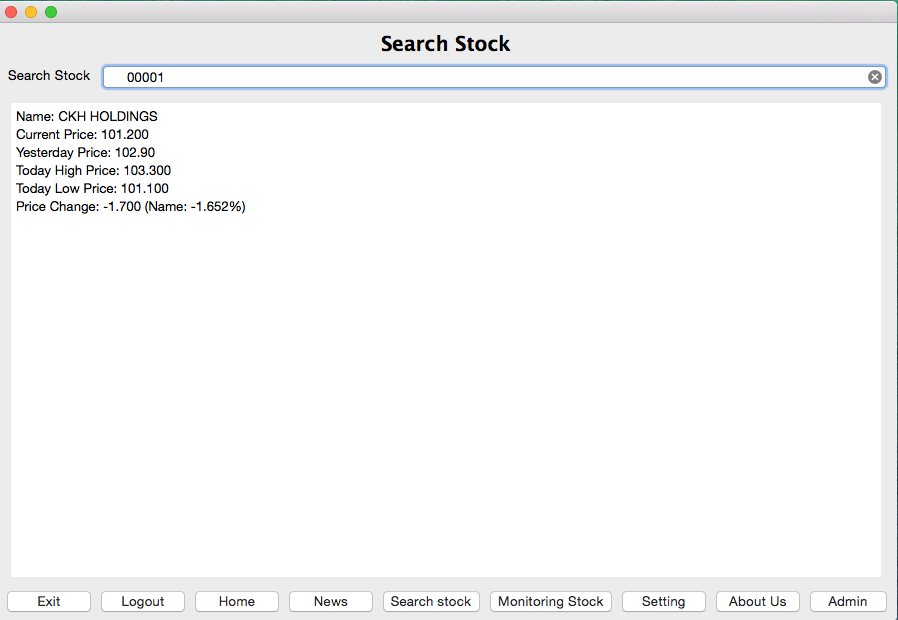 Search Stock
Search Stock 00001
Name: CKH HOLDINGS
Current Price: 101.200
Yesterday Price: 102.90
Today High Price: 103.300
Today Low Price: 101.100
Price Change: -1.700 (Name: -1.652%)
Exit Logout Home News Search stock Monitoring Stock Setting About Us Admin